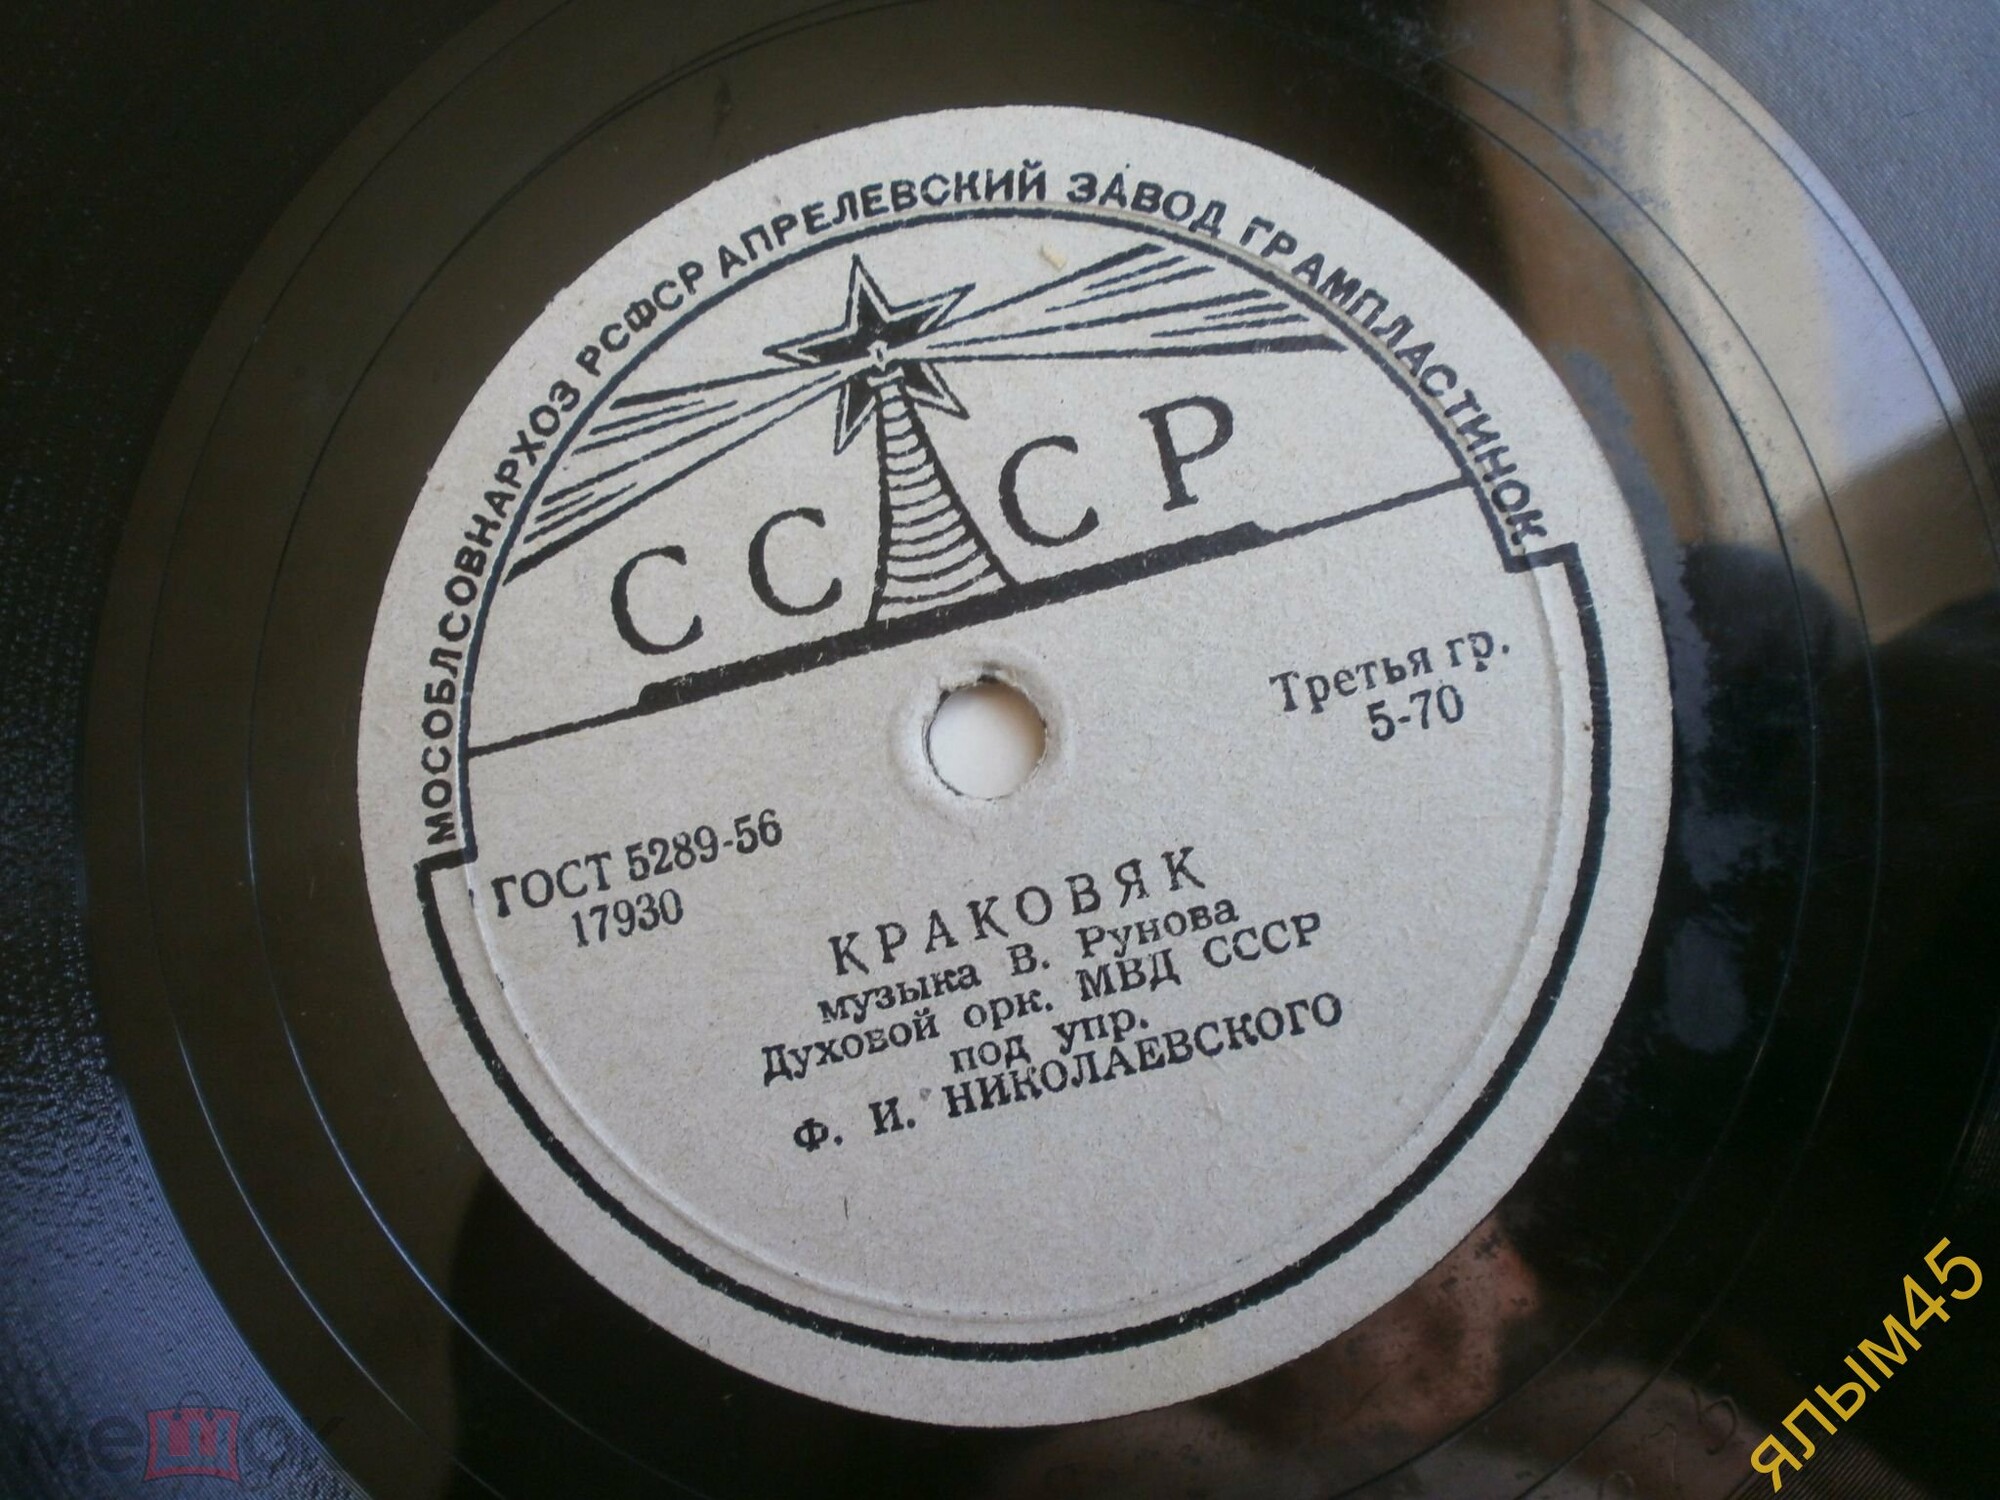 МОСОБЛСОВНАРХОЗ РСФСР АПРЕЛЕВСКИЙ ЗАВОД ГРАМПЛАСТИНОК
СССР
Третья гр.
5-70
ГОСТ 5289-56
17930
КРАКОВЯК
музыка В. Рунова
Духовой орк. МВД СССР
под упр.
Ф. И. НИКОЛАЕВСКОГО
мешок
ялым45